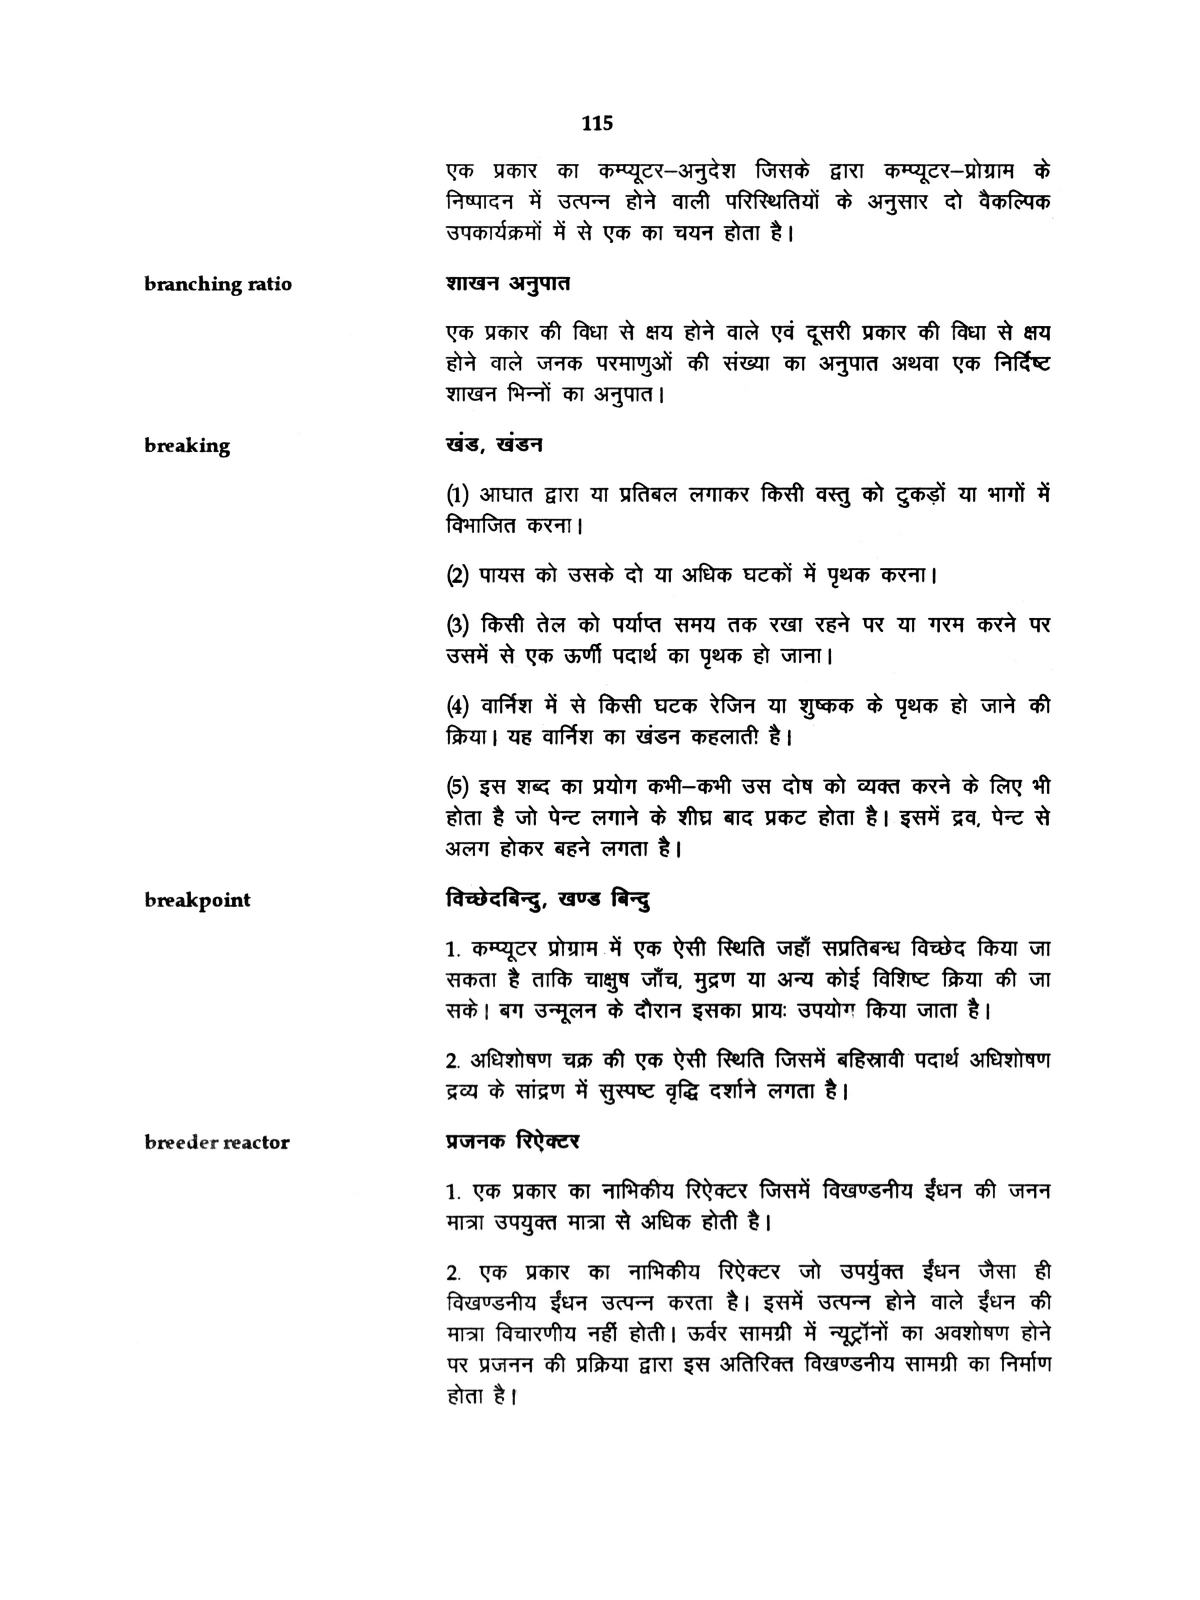 115
एक प्रकार का कम्प्यूटर–अनुदेश जिसके द्वारा कम्प्यूटर–प्रोग्राम के
निष्पादन में उत्पन्न होने वाली परिस्थितियों के अनुसार दो वैकल्पिक
उपकार्यक्रमों में से एक का चयन होता है।
branching ratio शाखन अनुपात
एक प्रकार की विधा से क्षय होने वाले एवं दूसरी प्रकार की विधा से क्षय
होने वाले जनक परमाणुओं की संख्या का अनुपात अथवा एक निर्दिष्ट
शाखन भिन्नों का अनुपात।
breaking खंड, खंडन
(1) आघात द्वारा या प्रतिबल लगाकर किसी वस्तु को टुकड़ों या भागों में
विभाजित करना।
(2) पायस को उसके दो या अधिक घटकों में पृथक करना।
(3) किसी तेल को पर्याप्त समय तक रखा रहने पर या गरम करने पर
उसमें से एक ऊर्णी पदार्थ का पृथक हो जाना।
(4) वार्निश में से किसी घटक रेजिन या शुष्कक के पृथक हो जाने की
क्रिया। यह वार्निश का खंडन कहलाती है।
(5) इस शब्द का प्रयोग कभी–कभी उस दोष को व्यक्त करने के लिए भी
होता है जो पेन्ट लगाने के शीघ्र बाद प्रकट होता है। इसमें द्रव, पेन्ट से
अलग होकर बहने लगता है।
breakpoint विच्छेदबिन्दु, खण्ड बिन्दु
1. कम्प्यूटर प्रोग्राम में एक ऐसी स्थिति जहाँ सप्रतिबन्ध विच्छेद किया जा
सकता है ताकि चाक्षुष जाँच, मुद्रण या अन्य कोई विशिष्ट क्रिया की जा
सके। बग उन्मूलन के दौरान इसका प्रायः उपयोग किया जाता है।
2. अधिशोषण चक्र की एक ऐसी स्थिति जिसमें बहिस्रावी पदार्थ अधिशोषण
द्रव्य के सांद्रण में सुस्पष्ट वृद्धि दर्शाने लगता है।
breeder reactor प्रजनक रिऐक्टर
1. एक प्रकार का नाभिकीय रिऐक्टर जिसमें विखण्डनीय ईंधन की जनन
मात्रा उपयुक्त मात्रा से अधिक होती है।
2. एक प्रकार का नाभिकीय रिऐक्टर जो उपर्युक्त ईंधन जैसा ही
विखण्डनीय ईंधन उत्पन्न करता है। इसमें उत्पन्न होने वाले ईंधन की
मात्रा विचारणीय नहीं होती। ऊर्वर सामग्री में न्यूट्रॉनों का अवशोषण होने
पर प्रजनन की प्रक्रिया द्वारा इस अतिरिक्त विखण्डनीय सामग्री का निर्माण
होता है।